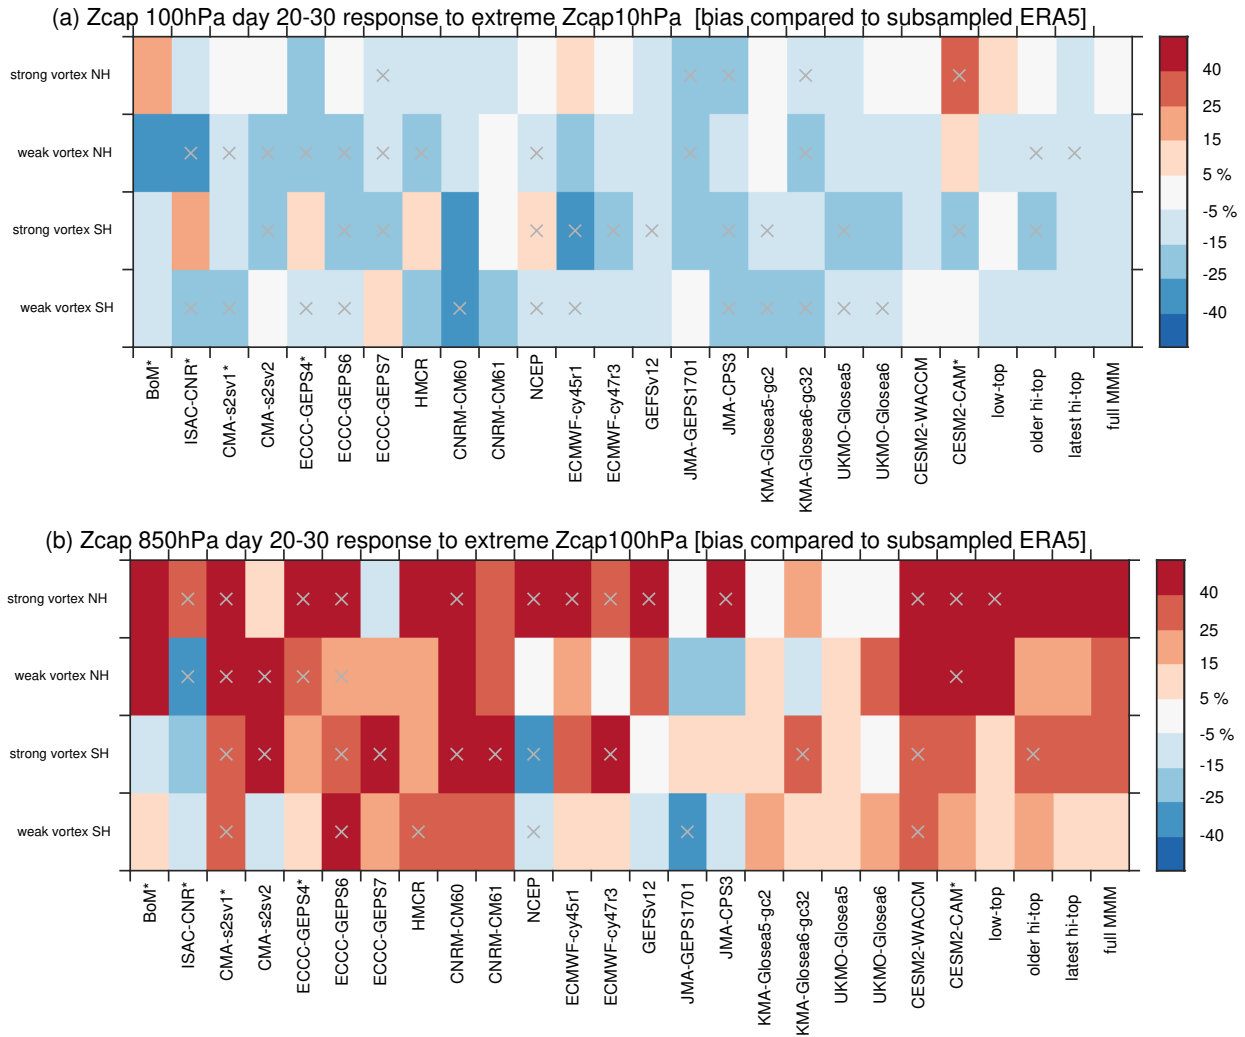 (a) Zcap 100hPa day 20-30 response to extreme Zcap10hPa [bias compared to subsampled ERA5]
strong vortex NH
weak vortex NH
strong vortex SH
weak vortex SH
40
25
15
5 %
-5 %
-15
-25
-40
BoM*
ISAC-CNR*
CMA-s2sv1*
CMA-s2sv2
ECCC-GEPS4*
ECCC-GEPS6
ECCC-GEPS7
HMCR
CNRM-CM60
CNRM-CM61
NCEP
ECMWF-cy45r1
ECMWF-cy47r3
GEFSv12
JMA-GEPS1701
JMA-CPS3
KMA-Glosea5-gc2
KMA-Glosea6-gc32
UKMO-Glosea5
UKMO-Glosea6
CESM2-WACCM
CESM2-CAM*
low-top
older hi-top
latest hi-top
full MMM
(b) Zcap 850hPa day 20-30 response to extreme Zcap100hPa [bias compared to subsampled ERA5]
strong vortex NH
weak vortex NH
strong vortex SH
weak vortex SH
40
25
15
5 %
-5 %
-15
-25
-40
BoM*
ISAC-CNR*
CMA-s2sv1*
CMA-s2sv2
ECCC-GEPS4*
ECCC-GEPS6
ECCC-GEPS7
HMCR
CNRM-CM60
CNRM-CM61
NCEP
ECMWF-cy45r1
ECMWF-cy47r3
GEFSv12
JMA-GEPS1701
JMA-CPS3
KMA-Glosea5-gc2
KMA-Glosea6-gc32
UKMO-Glosea5
UKMO-Glosea6
CESM2-WACCM
CESM2-CAM*
low-top
older hi-top
latest hi-top
full MMM